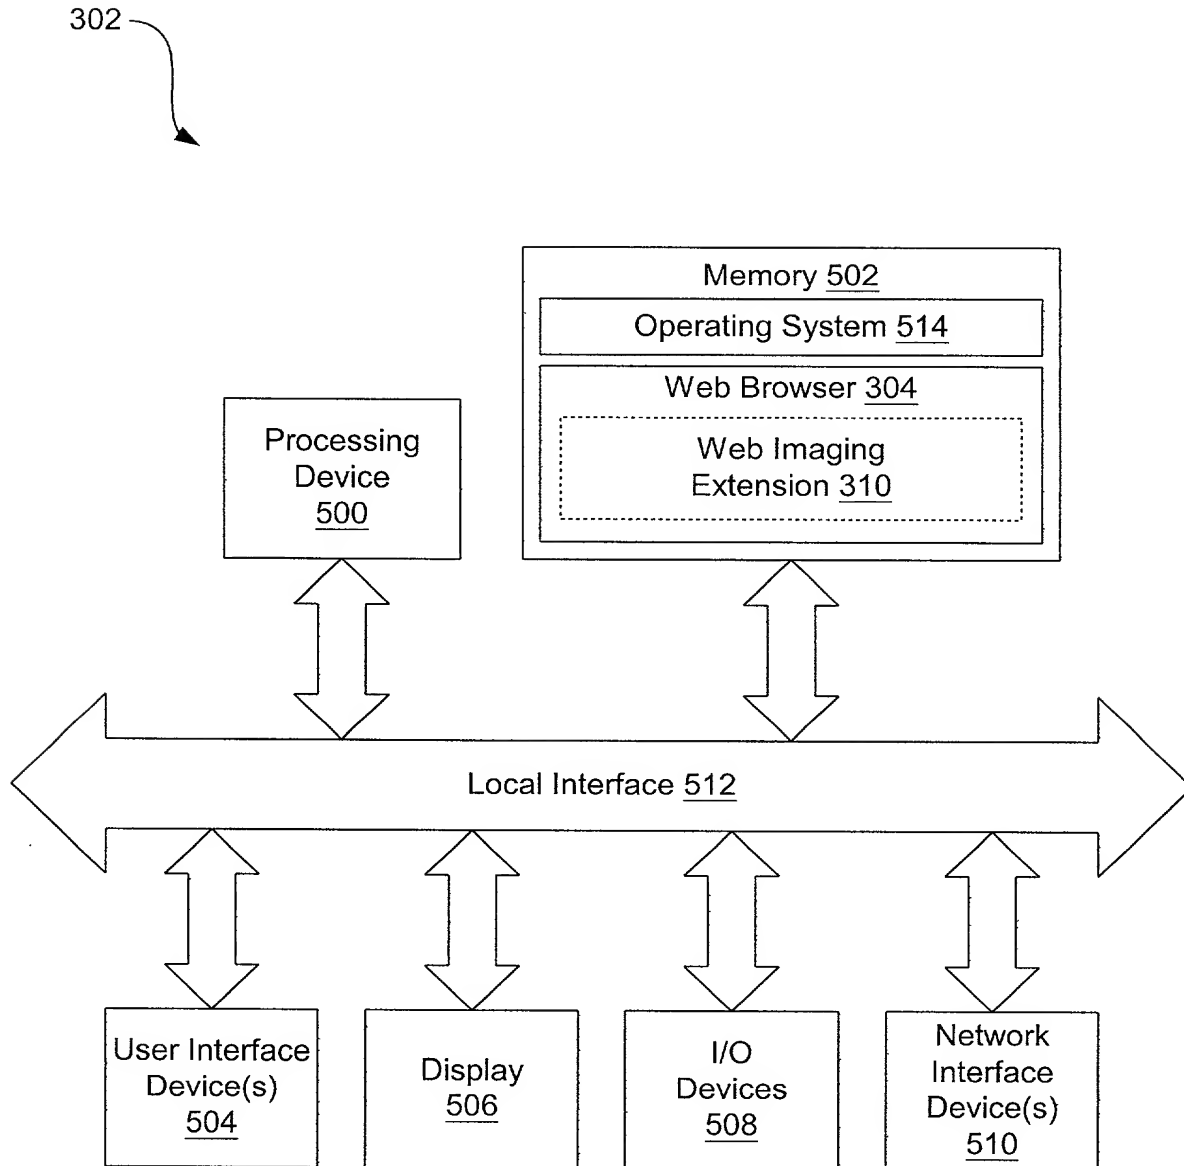 302
Memory 502
Operating System 514
Web Browser 304
Web Imaging
Extension 310
Processing
Device
500
Local Interface 512
User Interface
Device(s)
504
Display
506
I/O
Devices
508
Network
Interface
Device(s)
510